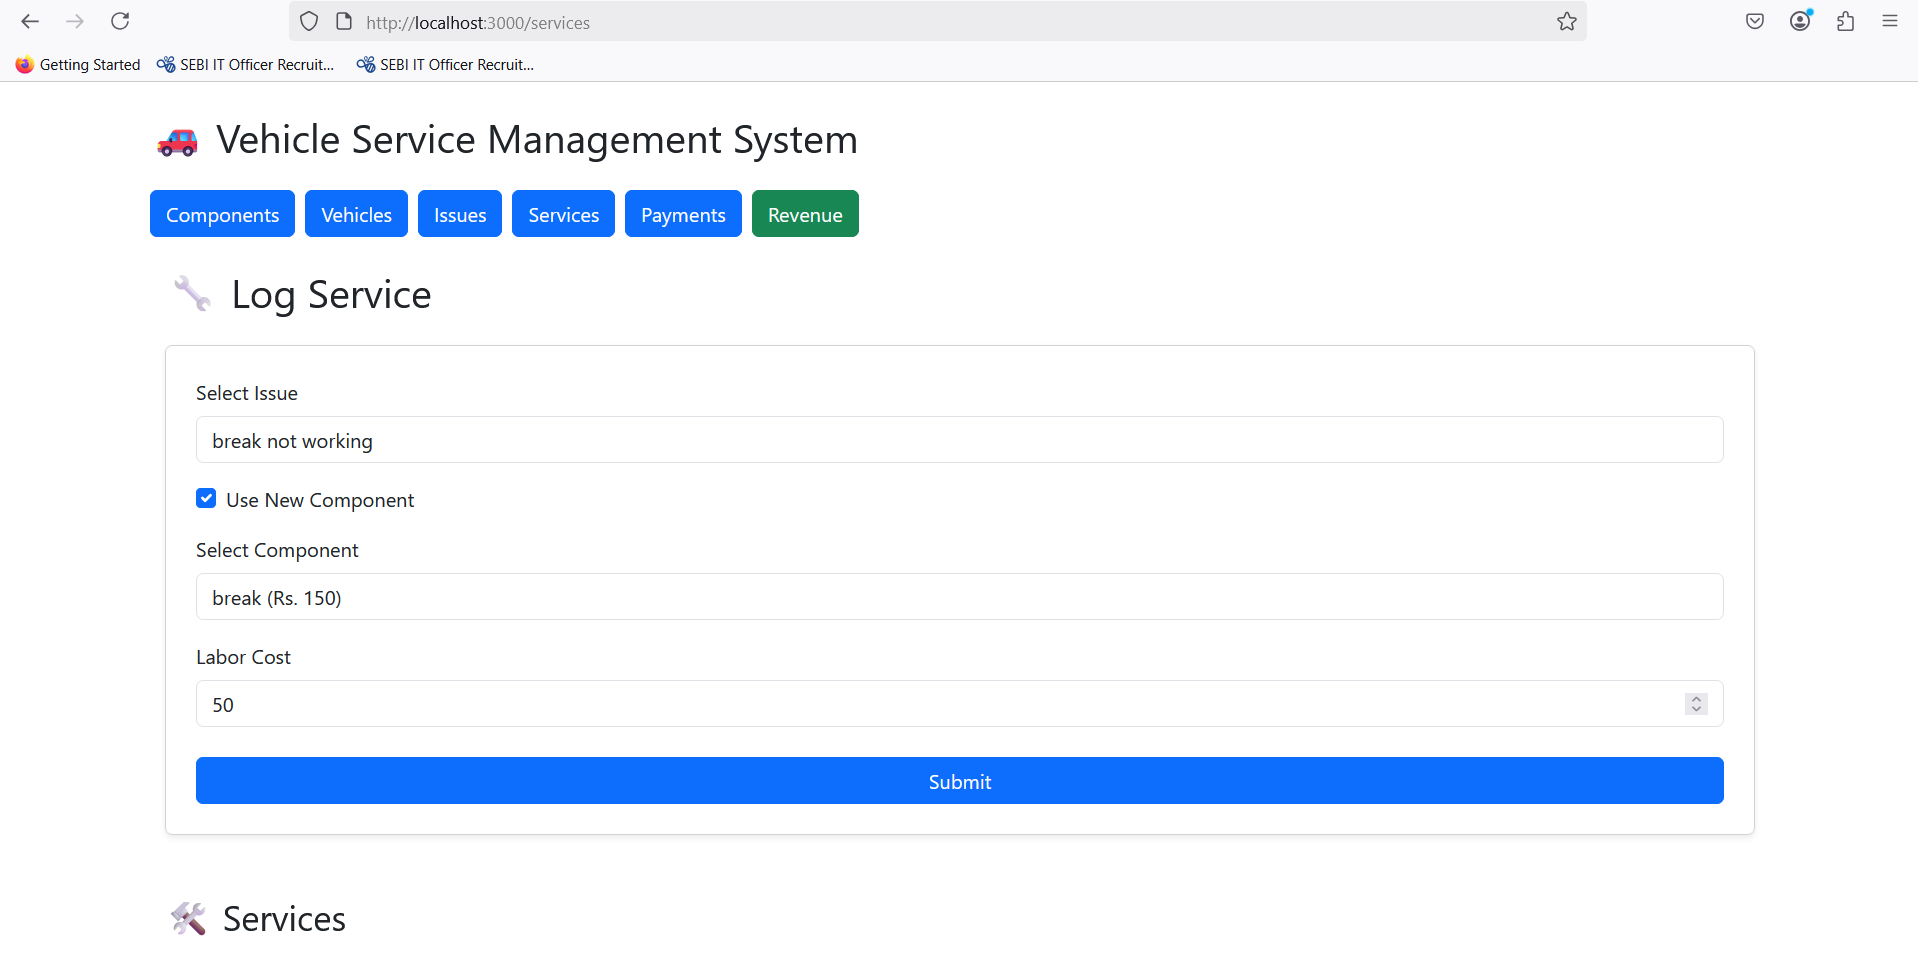 http://localhost:3000/services
Getting Started SEBI IT Officer Recruit... SEBI IT Officer Recruit...
Vehicle Service Management System
Components Vehicles Issues Services Payments Revenue
Log Service
Select Issue
break not working
Use New Component
Select Component
break (Rs. 150)
Labor Cost
50
Submit
Services